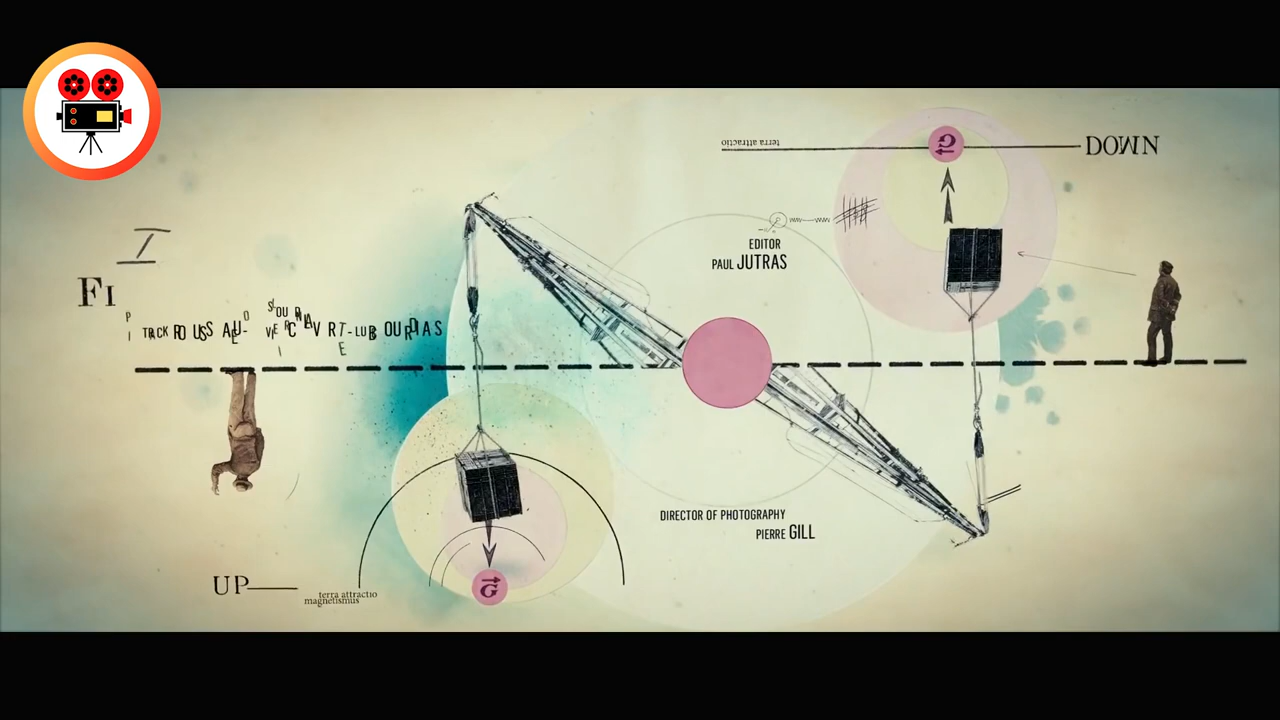 terra attractio
DOWN
EDITOR
PAUL JUTRAS
I
FI
DIRECTOR OF PHOTOGRAPHY
PIERRE GILL
G
G
UP
terra attractio
magnetismus